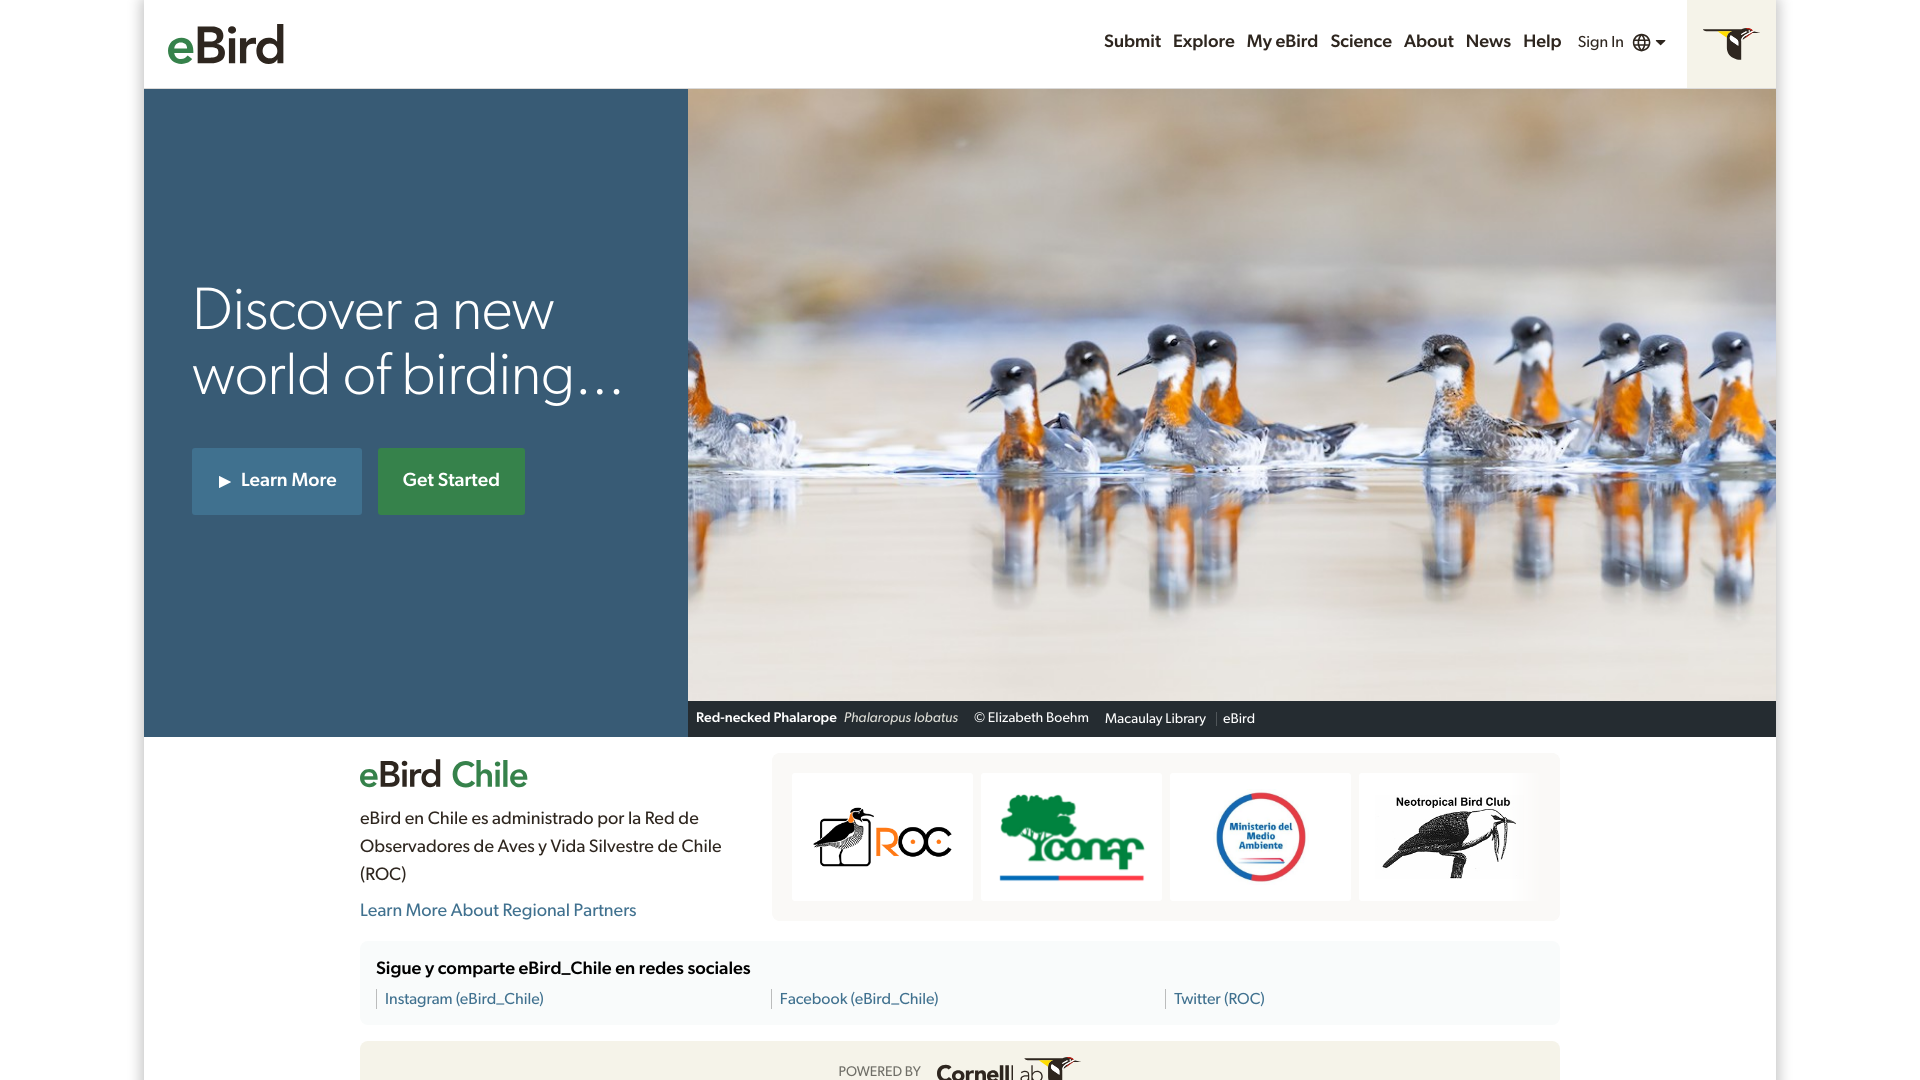 eBird
Submit Explore My eBird Science About News Help Sign In
Discover a new
world of birding...
Learn More
Get Started
Red-necked Phalarope Phalaropus lobatus © Elizabeth Boehm Macaulay Library eBird
eBird Chile
eBird en Chile es administrado por la Red de
Observadores de Aves y Vida Silvestre de Chile
(ROC)
Learn More About Regional Partners
ROC
conaf
Ministerio del
Medio
Ambiente
Neotropical Bird Club
Sigue y comparte eBird_Chile en redes sociales
Instagram (eBird_Chile)
Facebook (eBird_Chile)
Twitter (ROC)
POWERED BY CornellLab